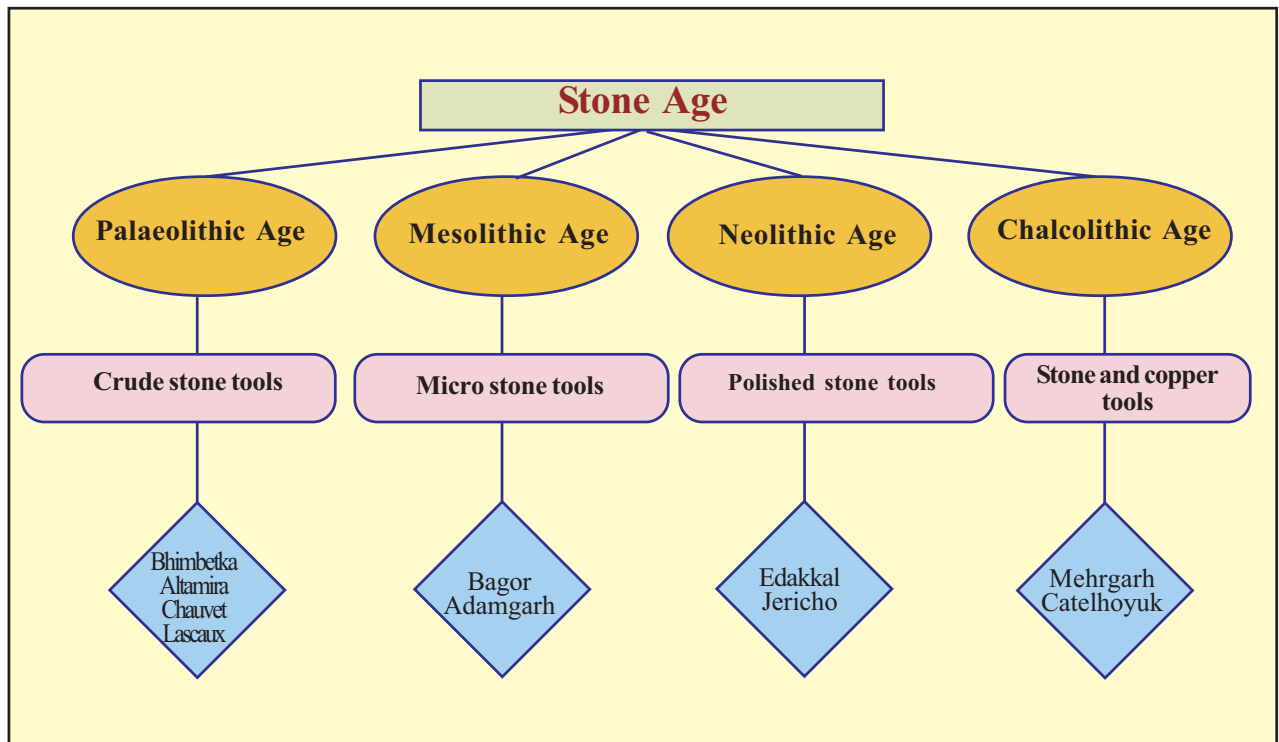 Stone Age
Palaeolithic Age
Mesolithic Age
Neolithic Age
Chalcolithic Age
Crude stone tools
Micro stone tools
Polished stone tools
Stone and copper
tools
Bhimbetka
Altamira
Chauvet
Lascaux
Bagor
Adamgarh
Edakkal
Jericho
Mehrgarh
Catelhoyuk